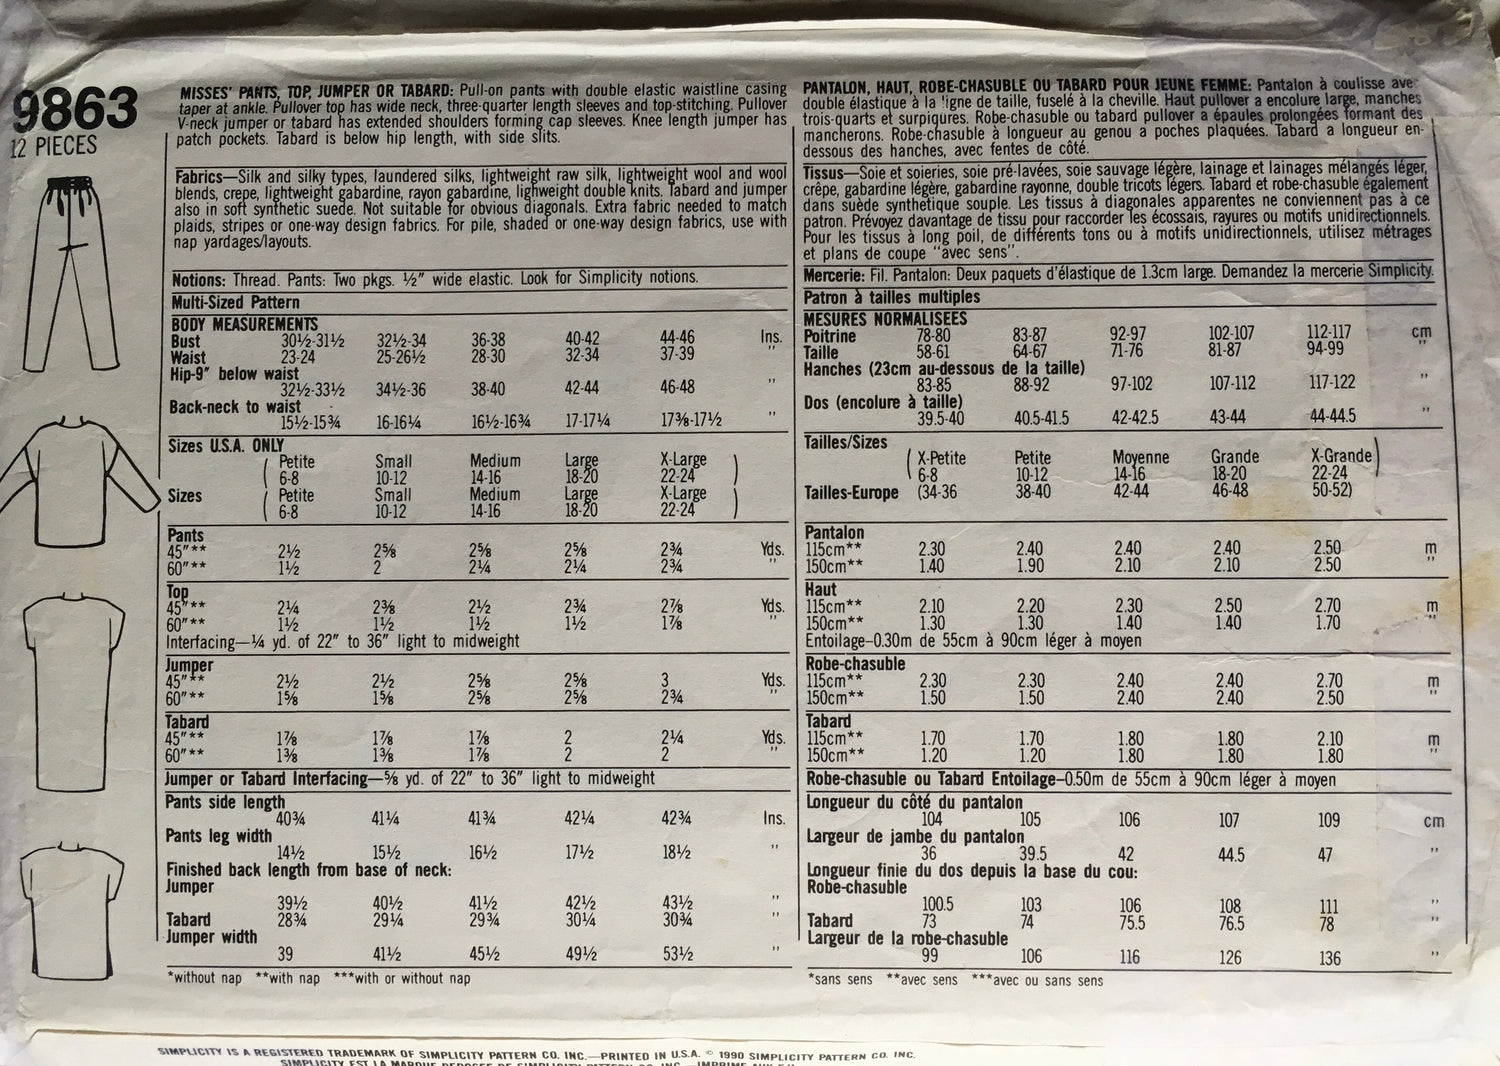 9863
12 PIECES
MISSES' PANTS, TOP, JUMPER OR TABARD: Pull-on pants with double elastic waistline casing
taper at ankle. Pullover top has wide neck, three-quarter length sleeves and top-stitching. Pullover
V-neck jumper or tabard has extended shoulders forming cap sleeves. Knee length jumper has
patch pockets. Tabard is below hip length, with side slits.
Fabrics—Silk and silky types, laundered silks, lightweight raw silk, lightweight wool and wool
blends, crepe, lightweight gabardine, rayon gabardine, lighweight double knits. Tabard and jumper
also in soft synthetic suede. Not suitable for obvious diagonals. Extra fabric needed to match
plaids, stripes or one-way design fabrics. For pile, shaded or one-way design fabrics, use with
nap yardages/layouts.
Notions: Thread. Pants: Two pkgs. ½" wide elastic. Look for Simplicity notions.
Multi-Sized Pattern
BODY MEASUREMENTS
Bust 30½-31½ 32½-34 36-38 40-42 44-46 Ins.
Waist 23-24 25-26½ 28-30 32-34 37-39 "
Hip-9" below waist
32½-33½ 34½-36 38-40 42-44 46-48 "
Back-neck to waist
15½-15¾ 16-16¼ 16½-16¾ 17-17¼ 17⅜-17½ "
Sizes U.S.A. ONLY
( Petite Small Medium Large X-Large )
6-8 10-12 14-16 18-20 22-24
Sizes ( Petite Small Medium Large X-Large )
6-8 10-12 14-16 18-20 22-24
Pants
45"** 2½ 2⅝ 2⅝ 2⅝ 2¾ Yds.
60"** 1½ 2 2¼ 2¼ 2¾ "
Top
45"** 2¼ 2⅜ 2½ 2¾ 2⅞ Yds.
60"** 1½ 1½ 1½ 1½ 1⅞ "
Interfacing—¼ yd. of 22" to 36" light to midweight
Jumper
45"** 2½ 2½ 2⅝ 2⅝ 3 Yds.
60"** 1⅝ 1⅝ 2⅝ 2⅝ 2¾ "
Tabard
45"** 1⅞ 1⅞ 1⅞ 2 2¼ Yds.
60"** 1⅜ 1⅜ 1⅞ 2 2 "
Jumper or Tabard Interfacing—⅝ yd. of 22" to 36" light to midweight
Pants side length
40¾ 41¼ 41¾ 42¼ 42¾ Ins.
Pants leg width
14½ 15½ 16½ 17½ 18½ "
Finished back length from base of neck:
Jumper
39½ 40½ 41½ 42½ 43½ "
Tabard 28¾ 29¼ 29¾ 30¼ 30¾ "
Jumper width
39 41½ 45½ 49½ 53½ "
*without nap **with nap ***with or without nap
PANTALON, HAUT, ROBE-CHASUBLE OU TABARD POUR JEUNE FEMME: Pantalon à coulisse ave
double élastique à la ligne de taille, fuselé à la cheville. Haut pullover a encolure large, manches
trois-quarts et surpiqures. Robe-chasuble ou tabard pullover a épaules prolongées formant des
mancherons. Robe-chasuble à longueur au genou a poches plaquées. Tabard a longueur en-
dessous des hanches, avec fentes de côté.
Tissus—Soie et soieries, soie pré-lavées, soie sauvage légère, lainage et lainages mélangés léger,
crêpe, gabardine légère, gabardine rayonne, double tricots légers. Tabard et robe-chasuble également
dans suède synthétique souple. Les tissus à diagonales apparentes ne conviennent pas à ce
patron. Prévoyez davantage de tissu pour raccorder les écossais, rayures ou motifs unidirectionnels.
Pour les tissus à long poil, de différents tons ou à motifs unidirectionnels, utilisez métrages
et plans de coupe "avec sens".
Mercerie: Fil. Pantalon: Deux paquets d'élastique de 1.3cm large. Demandez la mercerie Simplicity.
Patron à tailles multiples
MESURES NORMALISÉES
Poitrine 78-80 83-87 92-97 102-107 112-117 cm
Taille 58-61 64-67 71-76 81-87 94-99 "
Hanches (23cm au-dessous de la taille)
83-85 88-92 97-102 107-112 117-122 "
Dos (encolure à taille)
39.5-40 40.5-41.5 42-42.5 43-44 44-44.5 "
Tailles/Sizes
( X-Petite Petite Moyenne Grande X-Grande )
6-8 10-12 14-16 18-20 22-24
Tailles-Europe (34-36 38-40 42-44 46-48 50-52)
Pantalon
115cm** 2.30 2.40 2.40 2.40 2.50 m
150cm** 1.40 1.90 2.10 2.10 2.50 "
Haut
115cm** 2.10 2.20 2.30 2.50 2.70 m
150cm** 1.30 1.30 1.40 1.40 1.70 "
Entoilage–0.30m de 55cm à 90cm léger à moyen
Robe-chasuble
115cm** 2.30 2.30 2.40 2.40 2.70 m
150cm** 1.50 1.50 2.40 2.40 2.50 "
Tabard
115cm** 1.70 1.70 1.80 1.80 2.10 m
150cm** 1.20 1.20 1.80 1.80 1.80 "
Robe-chasuble ou Tabard Entoilage–0.50m de 55cm à 90cm léger à moyen
Longueur du côté du pantalon
104 105 106 107 109 cm
Largeur de jambe du pantalon
36 39.5 42 44.5 47 "
Longueur finie du dos depuis la base du cou:
Robe-chasuble
100.5 103 106 108 111 "
Tabard 73 74 75.5 76.5 78 "
Largeur de la robe-chasuble
99 106 116 126 136 "
*sans sens **avec sens ***avec ou sans sens
SIMPLICITY IS A REGISTERED TRADEMARK OF SIMPLICITY PATTERN CO. INC.—PRINTED IN U.S.A. © 1990 SIMPLICITY PATTERN CO. INC.
SIMPLICITY EST LA MARQUE